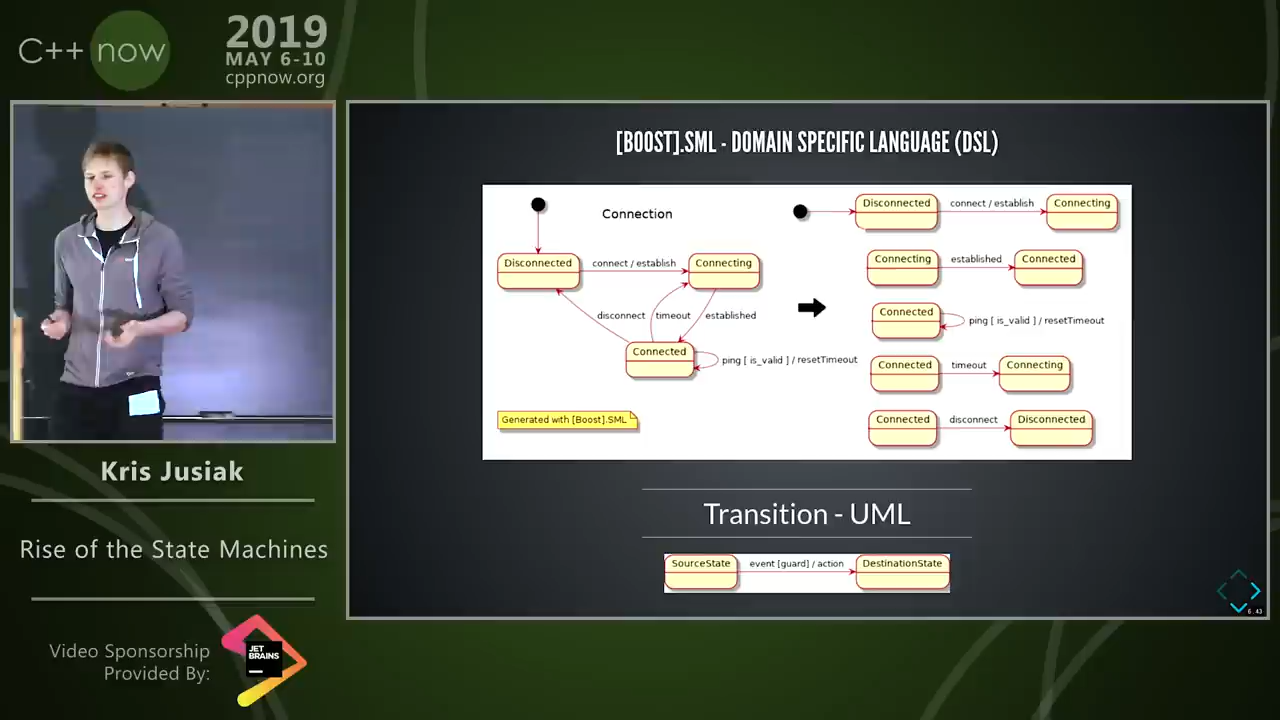 C++ now
2019
MAY 6-10
cppnow.org
Kris Jusiak
Rise of the State Machines
Video Sponsorship
Provided By:
JET
BRAINS
[BOOST].SML - DOMAIN SPECIFIC LANGUAGE (DSL)
Connection
Disconnected
connect / establish
Connecting
disconnect
timeout
established
Connected
ping [ is_valid ] / resetTimeout
Generated with [Boost].SML
Disconnected
connect / establish
Connecting
Connecting
established
Connected
Connected
ping [ is_valid ] / resetTimeout
Connected
timeout
Connecting
Connected
disconnect
Disconnected
Transition - UML
SourceState
event [guard] / action
DestinationState
6.43